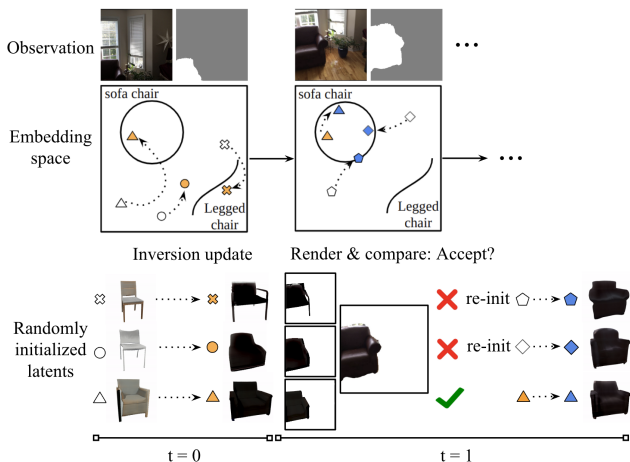 Observation
sofa chair
sofa chair
Embedding
space
Legged
chair
Legged
chair
Inversion update
Render & compare: Accept?
re-init
Randomly
initialized
latents
re-init
t = 0
t = 1